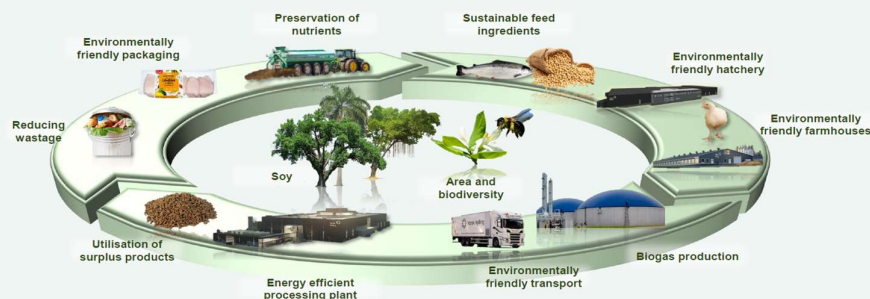 Preservation of
nutrients
Sustainable feed
ingredients
Environmentally
friendly packaging
Environmentally
friendly hatchery
Reducing
wastage
Environmentally
friendly farmhouses
Soy
Area and
biodiversity
Utilisation of
surplus products
Biogas production
Environmentally
friendly transport
Energy efficient
processing plant